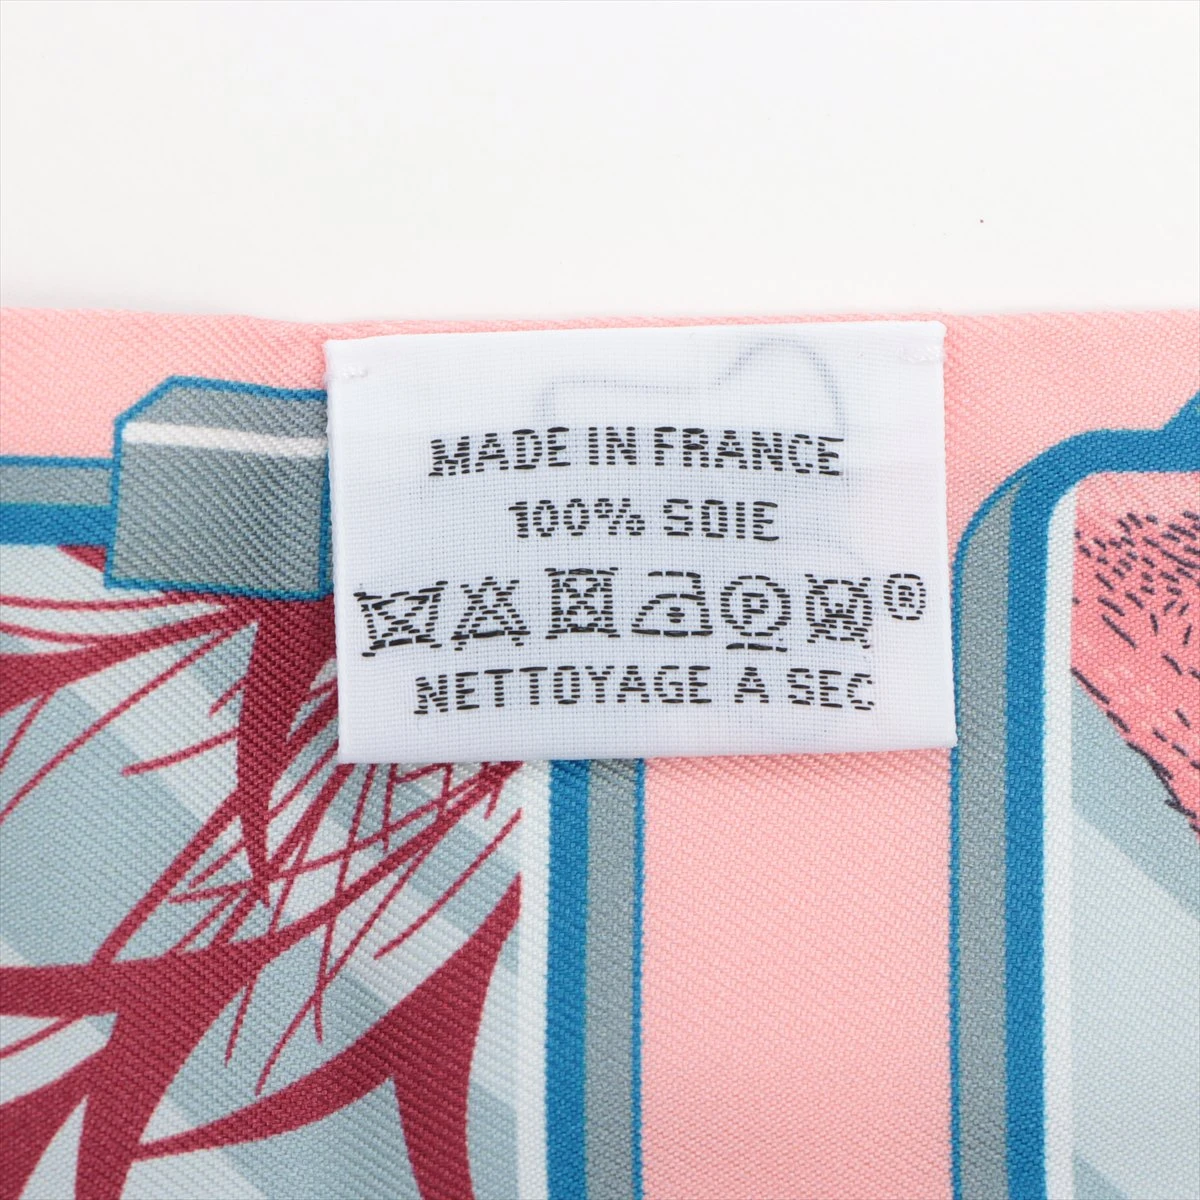 MADE IN FRANCE
100% SOIE
P ®
NETTOYAGE A SEC